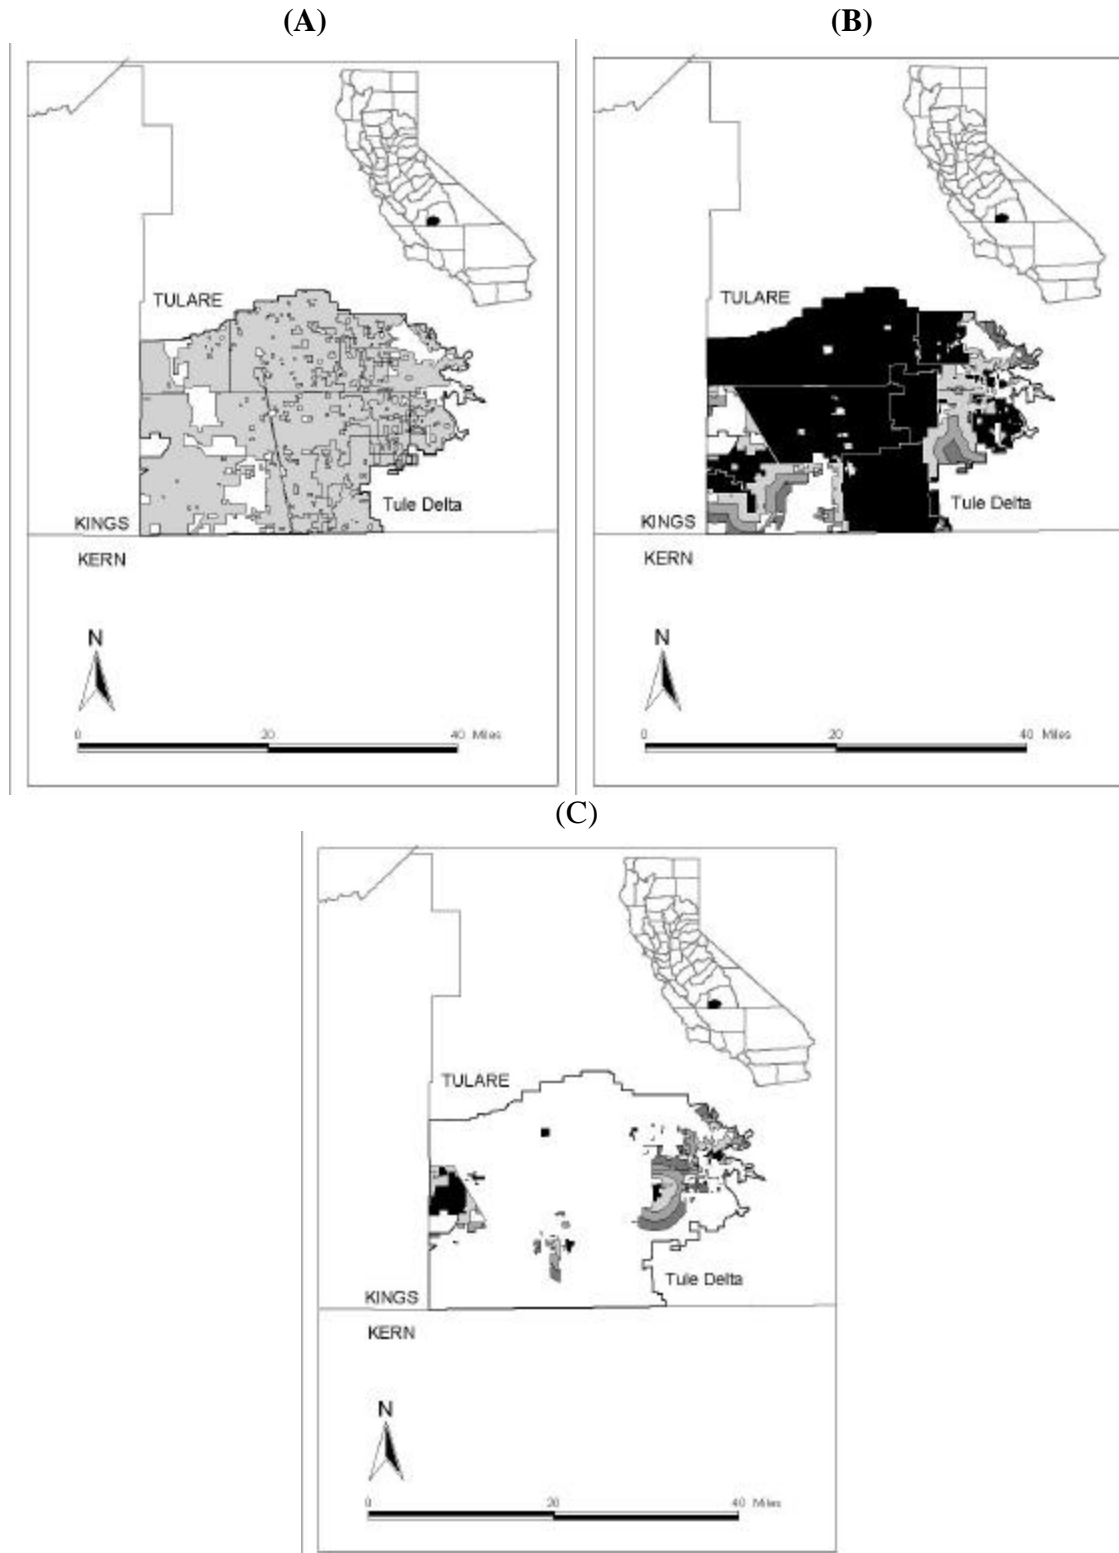 (A)
TULARE
Tule Delta
KINGS
KERN
N
0 20 40 Miles
(B)
TULARE
Tule Delta
KINGS
KERN
N
0 20 40 Miles
(C)
TULARE
Tule Delta
KINGS
KERN
N
0 20 40 Miles